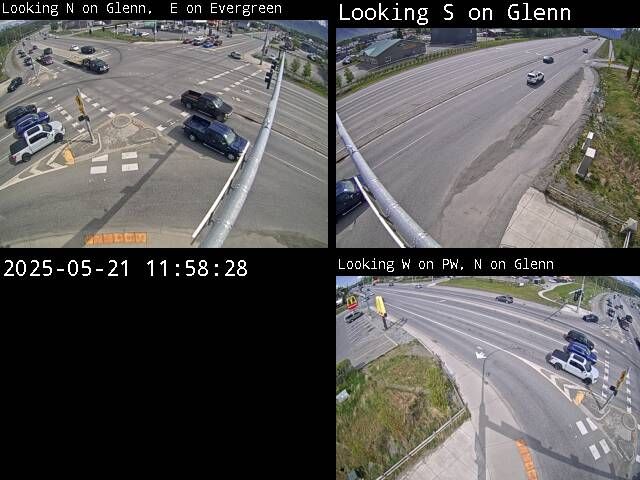 Looking N on Glenn, E on Evergreen
Looking S on Glenn
2025-05-21 11:58:28
Looking W on PW, N on Glenn